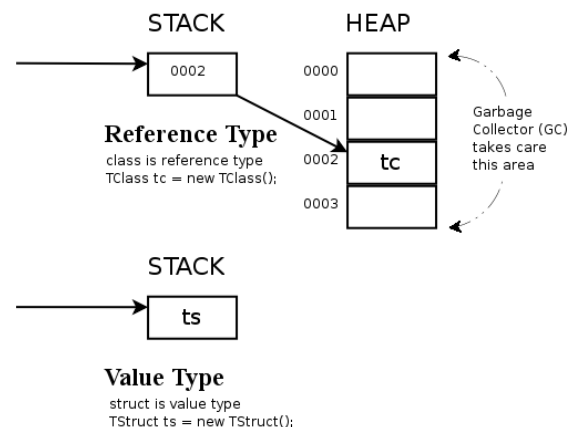 STACK
HEAP
0002
0000
0001
0002
tc
0003
Garbage
Collector (GC)
takes care
this area
Reference Type
class is reference type
TClass tc = new TClass();
STACK
ts
Value Type
struct is value type
TStruct ts = new TStruct();